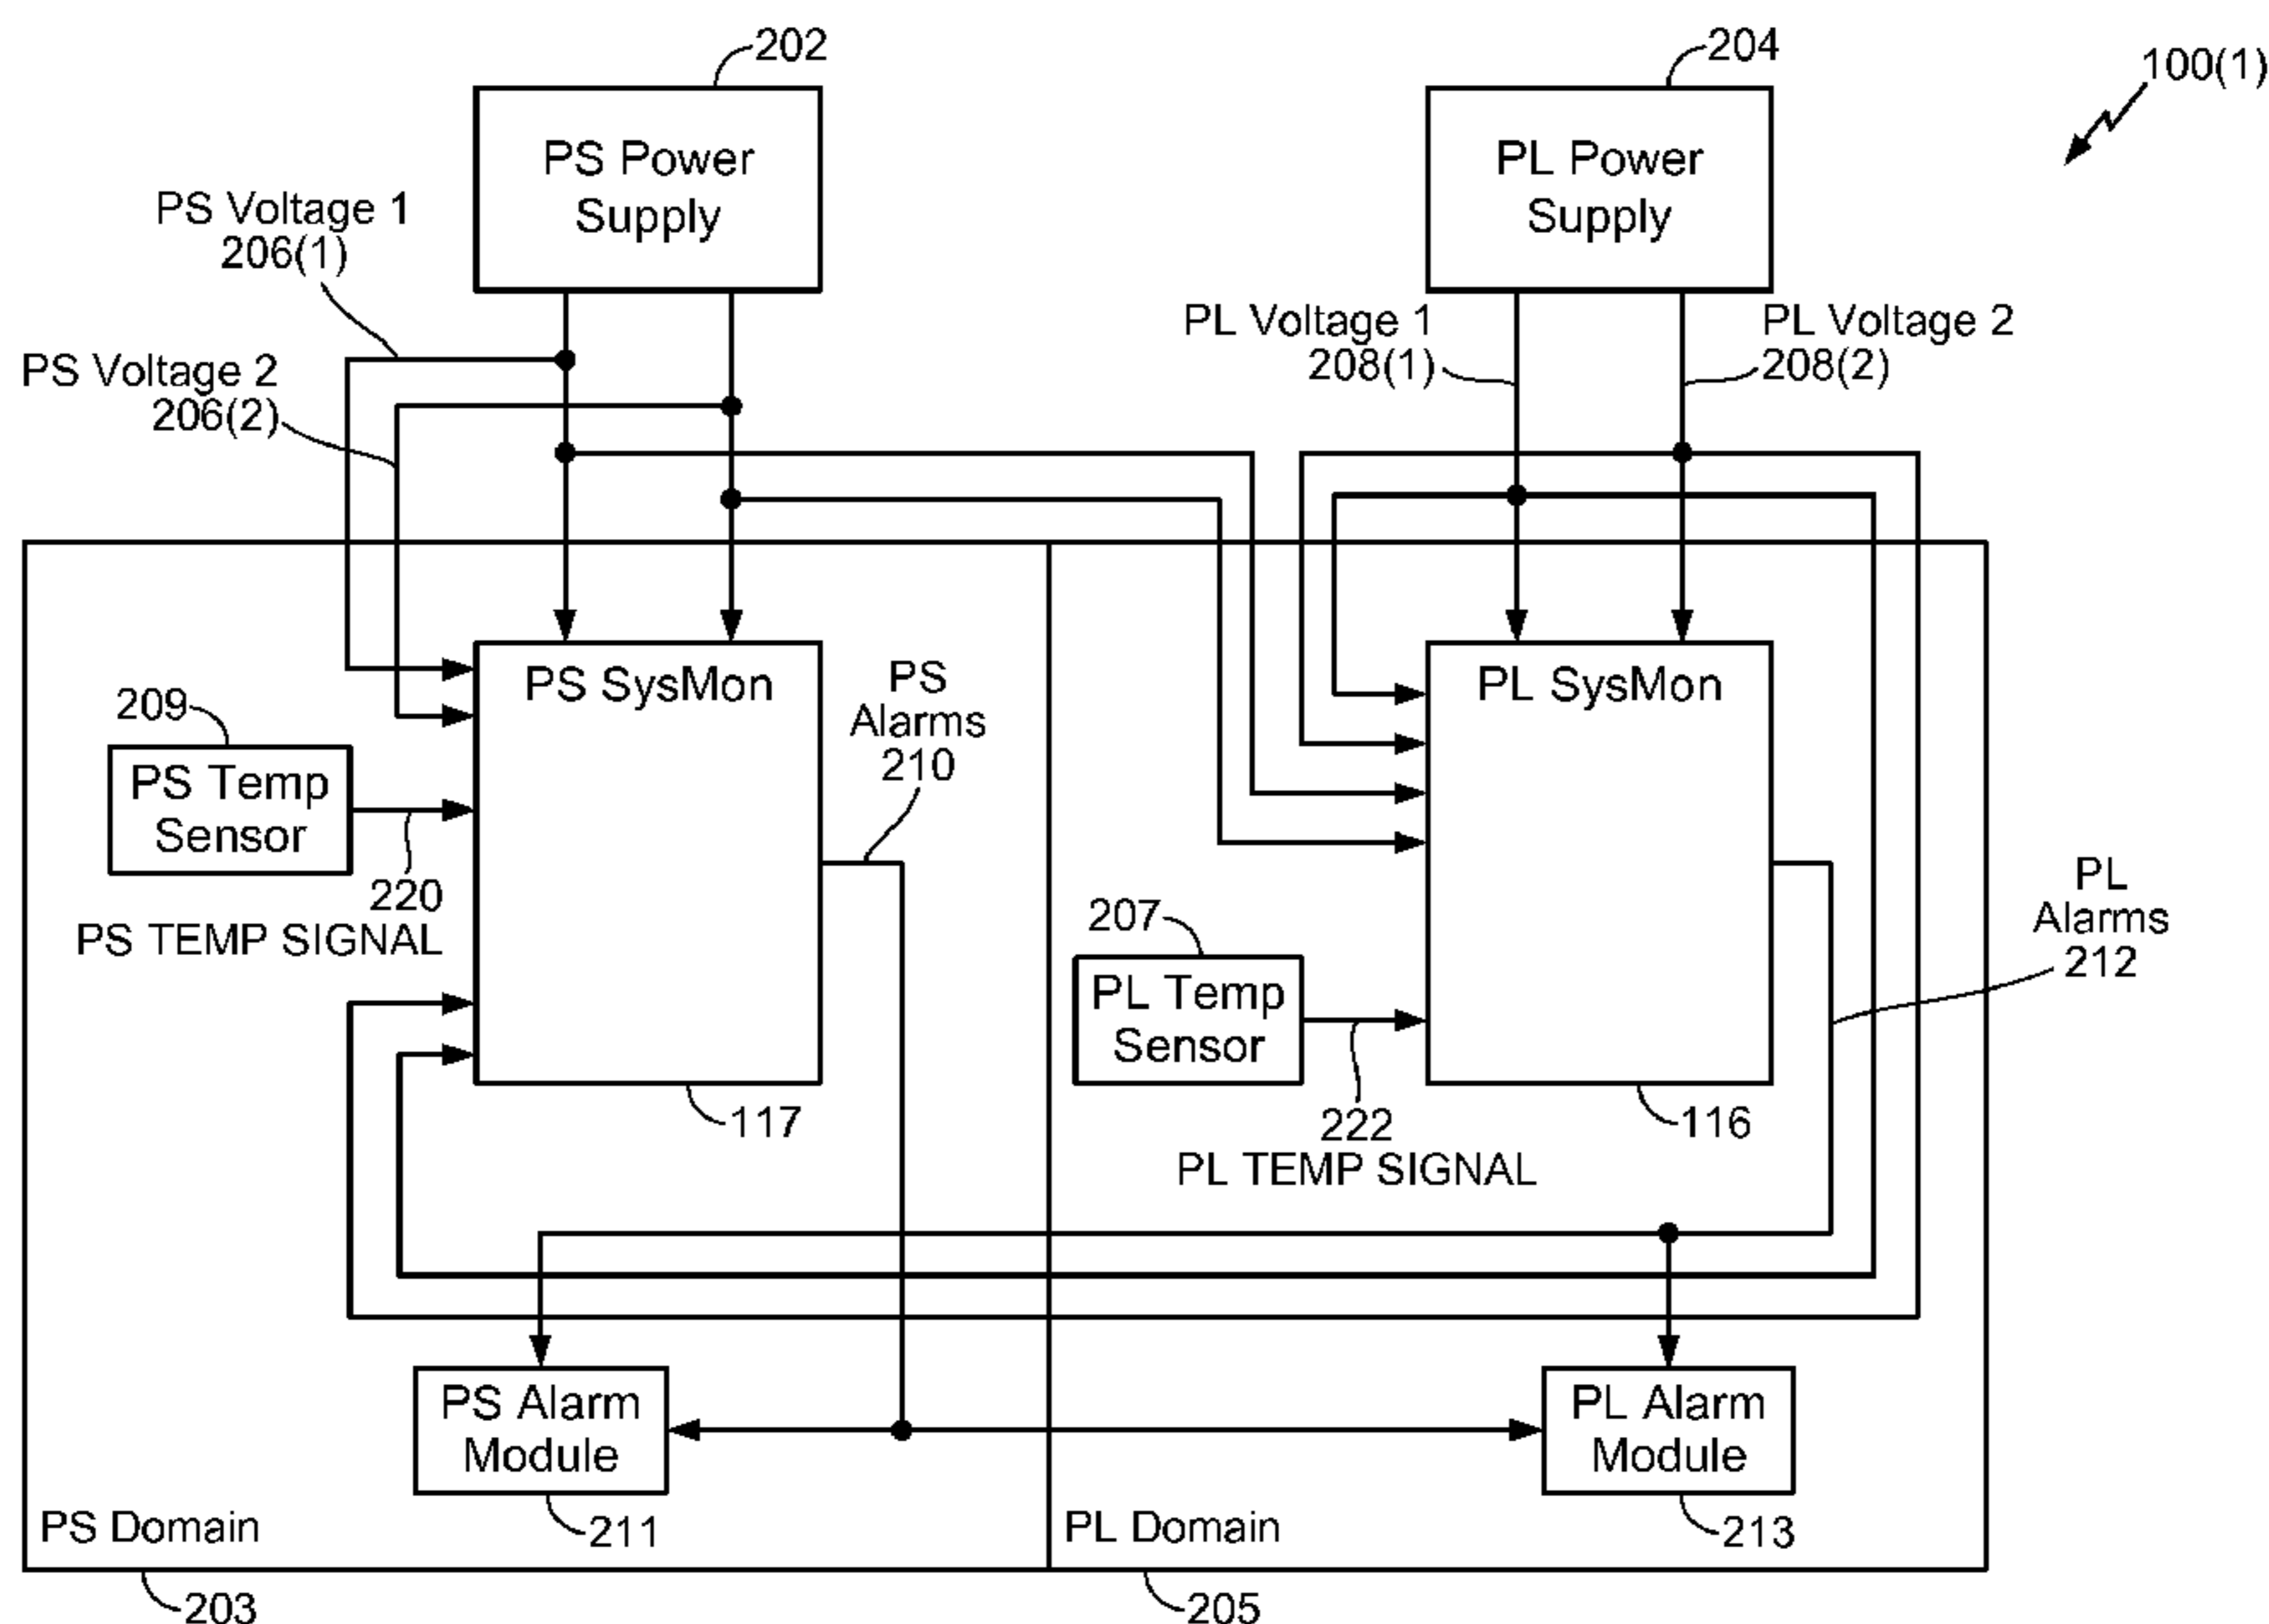 202
204
100(1)
PS Power
Supply
PL Power
Supply
PS Voltage 1
206(1)
PL Voltage 1
208(1)
PL Voltage 2
208(2)
PS Voltage 2
206(2)
PS SysMon
PS
Alarms
210
PL SysMon
209
PS Temp
Sensor
220
PS TEMP SIGNAL
PL
Alarms
212
207
PL Temp
Sensor
222
PL TEMP SIGNAL
117
116
PS Alarm
Module
PL Alarm
Module
211
213
PS Domain
PL Domain
203
205